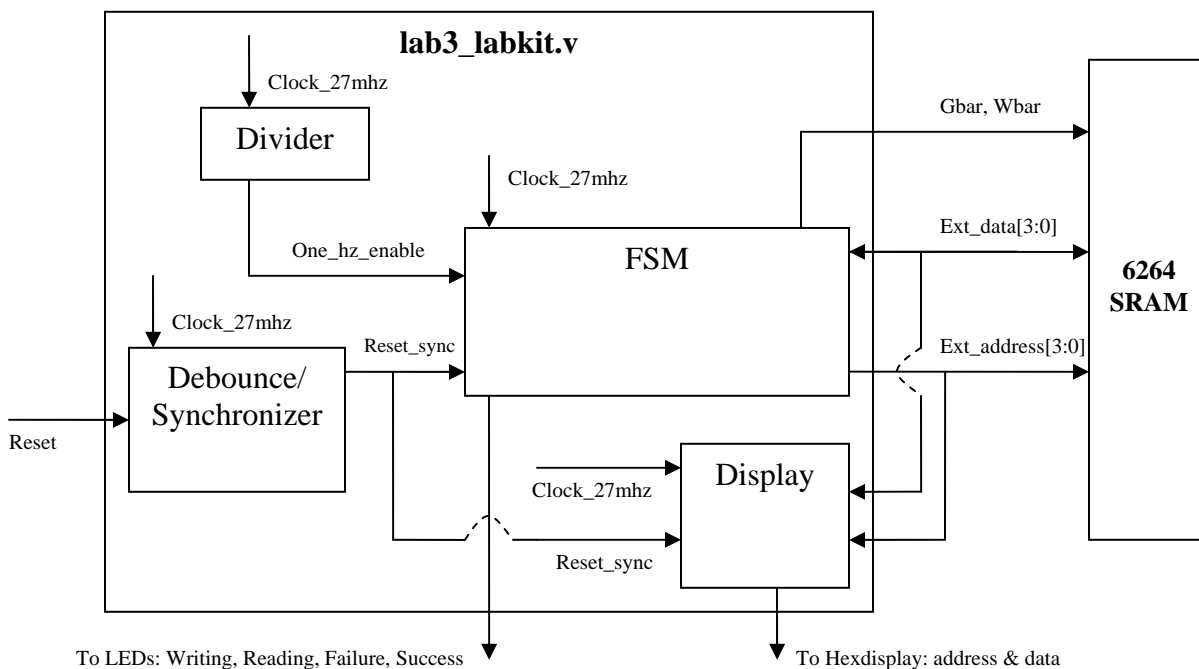 lab3_labkit.v
Clock_27mhz
Gbar, Wbar
Divider
Clock_27mhz
Ext_data[3:0]
One_hz_enable
FSM
6264
SRAM
Clock_27mhz
Reset_sync
Ext_address[3:0]
Debounce/
Synchronizer
Reset
Display
Clock_27mhz
Reset_sync
To LEDs: Writing, Reading, Failure, Success
To Hexdisplay: address & data